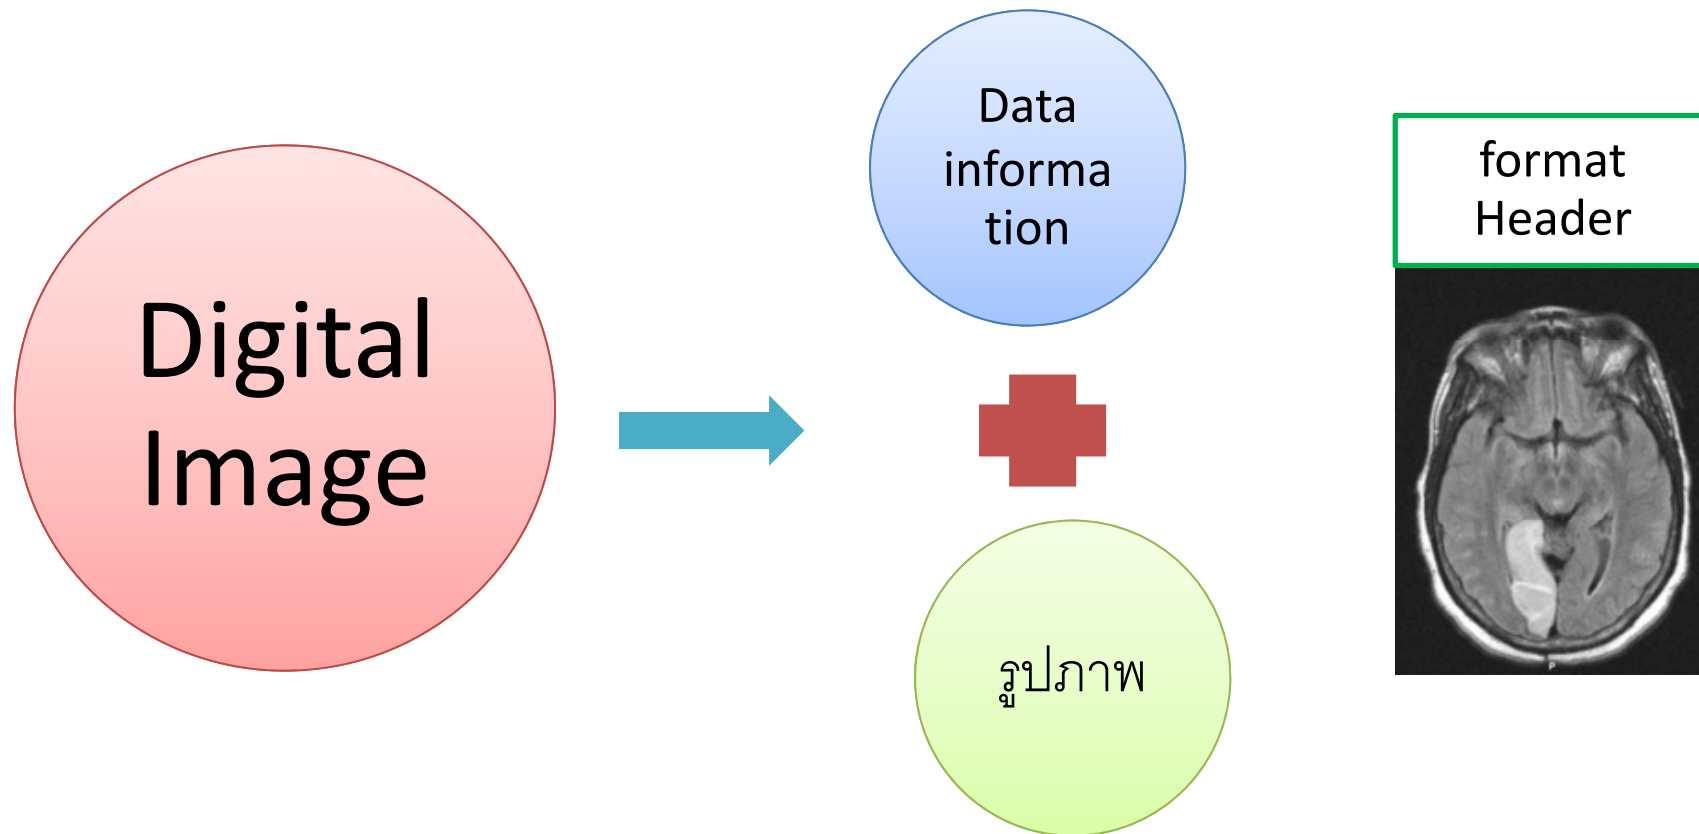 Digital
Image
Data
informa
tion
รูปภาพ
format
Header
P